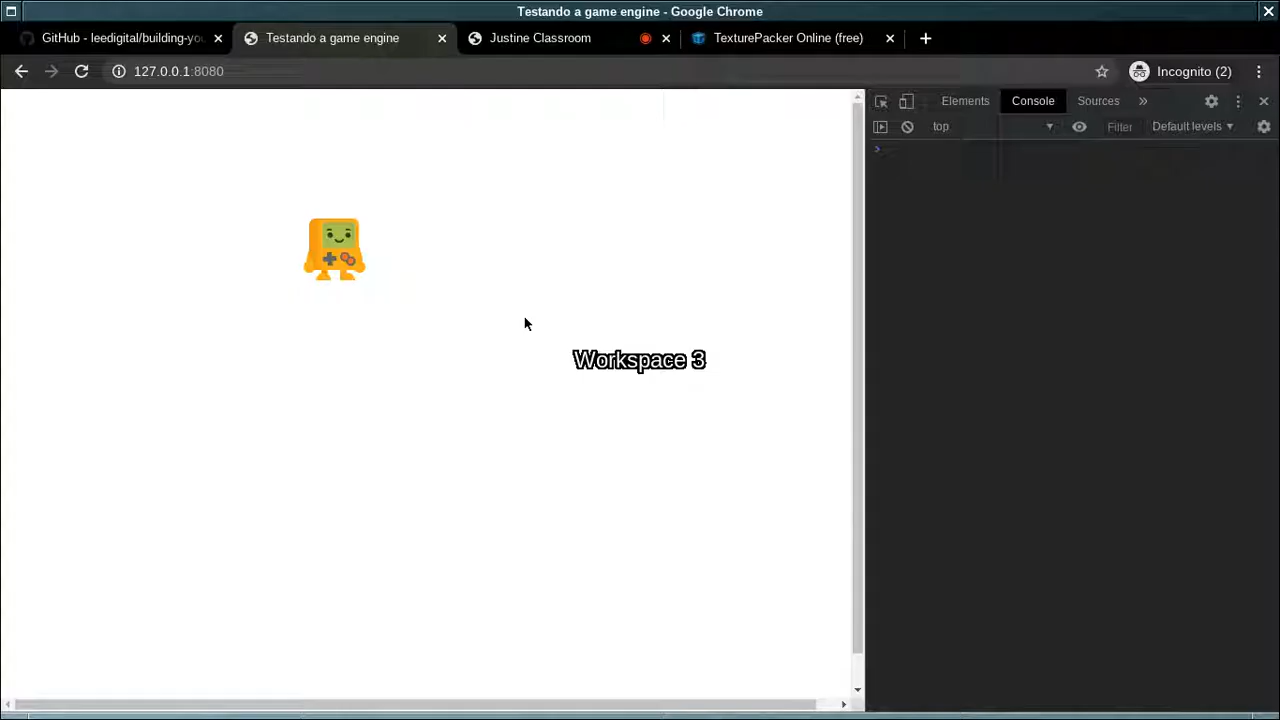 Testando a game engine - Google Chrome
GitHub - leedigital/building-yo
Testando a game engine
Justine Classroom
TexturePacker Online (free)
127.0.0.1:8080
Incognito (2)
Elements
Console
Sources
top
Filter
Default levels
Workspace 3